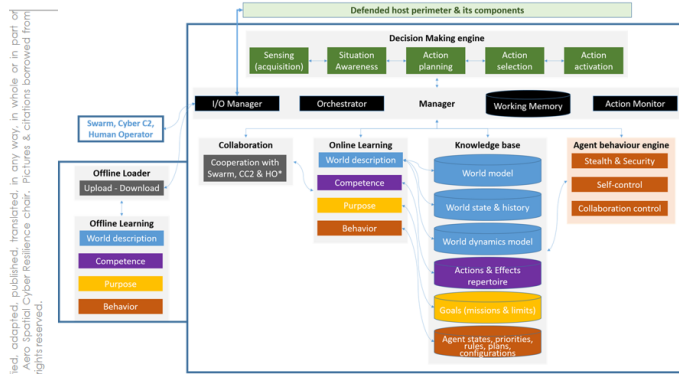 Defended host perimeter & its components
Decision Making engine
Sensing
(acquisition)
Situation
Awareness
Action
planning
Action
selection
Action
activation
I/O Manager
Orchestrator
Manager
Working Memory
Action Monitor
Swarm, Cyber C2,
Human Operator
Collaboration
Cooperation with
Swarm, CC2 & HO*
Online Learning
World description
Competence
Purpose
Behavior
Knowledge base
World model
World state & history
World dynamics model
Actions & Effects
repertoire
Goals (missions & limits)
Agent states, priorities,
rules, plans,
configurations
Agent behaviour engine
Stealth & Security
Self-control
Collaboration control
Offline Loader
Upload - Download
Offline Learning
World description
Competence
Purpose
Behavior
ied, adapted, published, translated, in any way, in whole or in part or
Aero Spatial Cyber Resilience chair. Pictures & citations borrowed from
rights reserved.